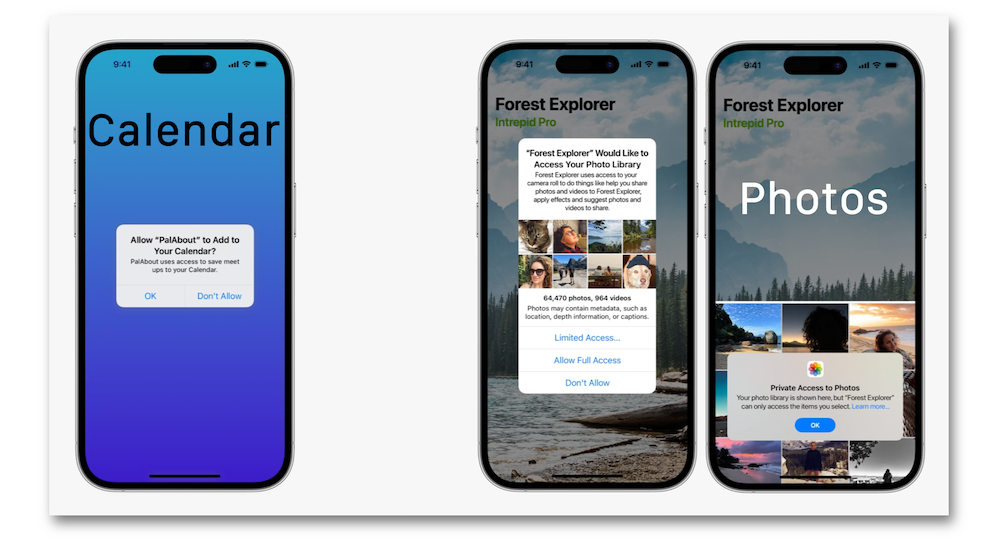 9:41
Calendar
Allow “PalAbout” to Add to
Your Calendar?
PalAbout uses access to save meet
ups to your Calendar.
OK
Don't Allow
9:41
Forest Explorer
Intrepid Pro
“Forest Explorer” Would Like to
Access Your Photo Library
Forest Explorer uses access to your
camera roll to do things like help you share
photos and videos to Forest Explorer,
apply effects and suggest photos and
videos to share.
64,470 photos, 964 videos
Photos may contain metadata, such as
location, depth information, or captions.
Limited Access...
Allow Full Access
Don't Allow
9:41
Forest Explorer
Intrepid Pro
Photos
Private Access to Photos
Your photo library is shown here, but “Forest Explorer”
can only access the items you select. Learn more...
OK